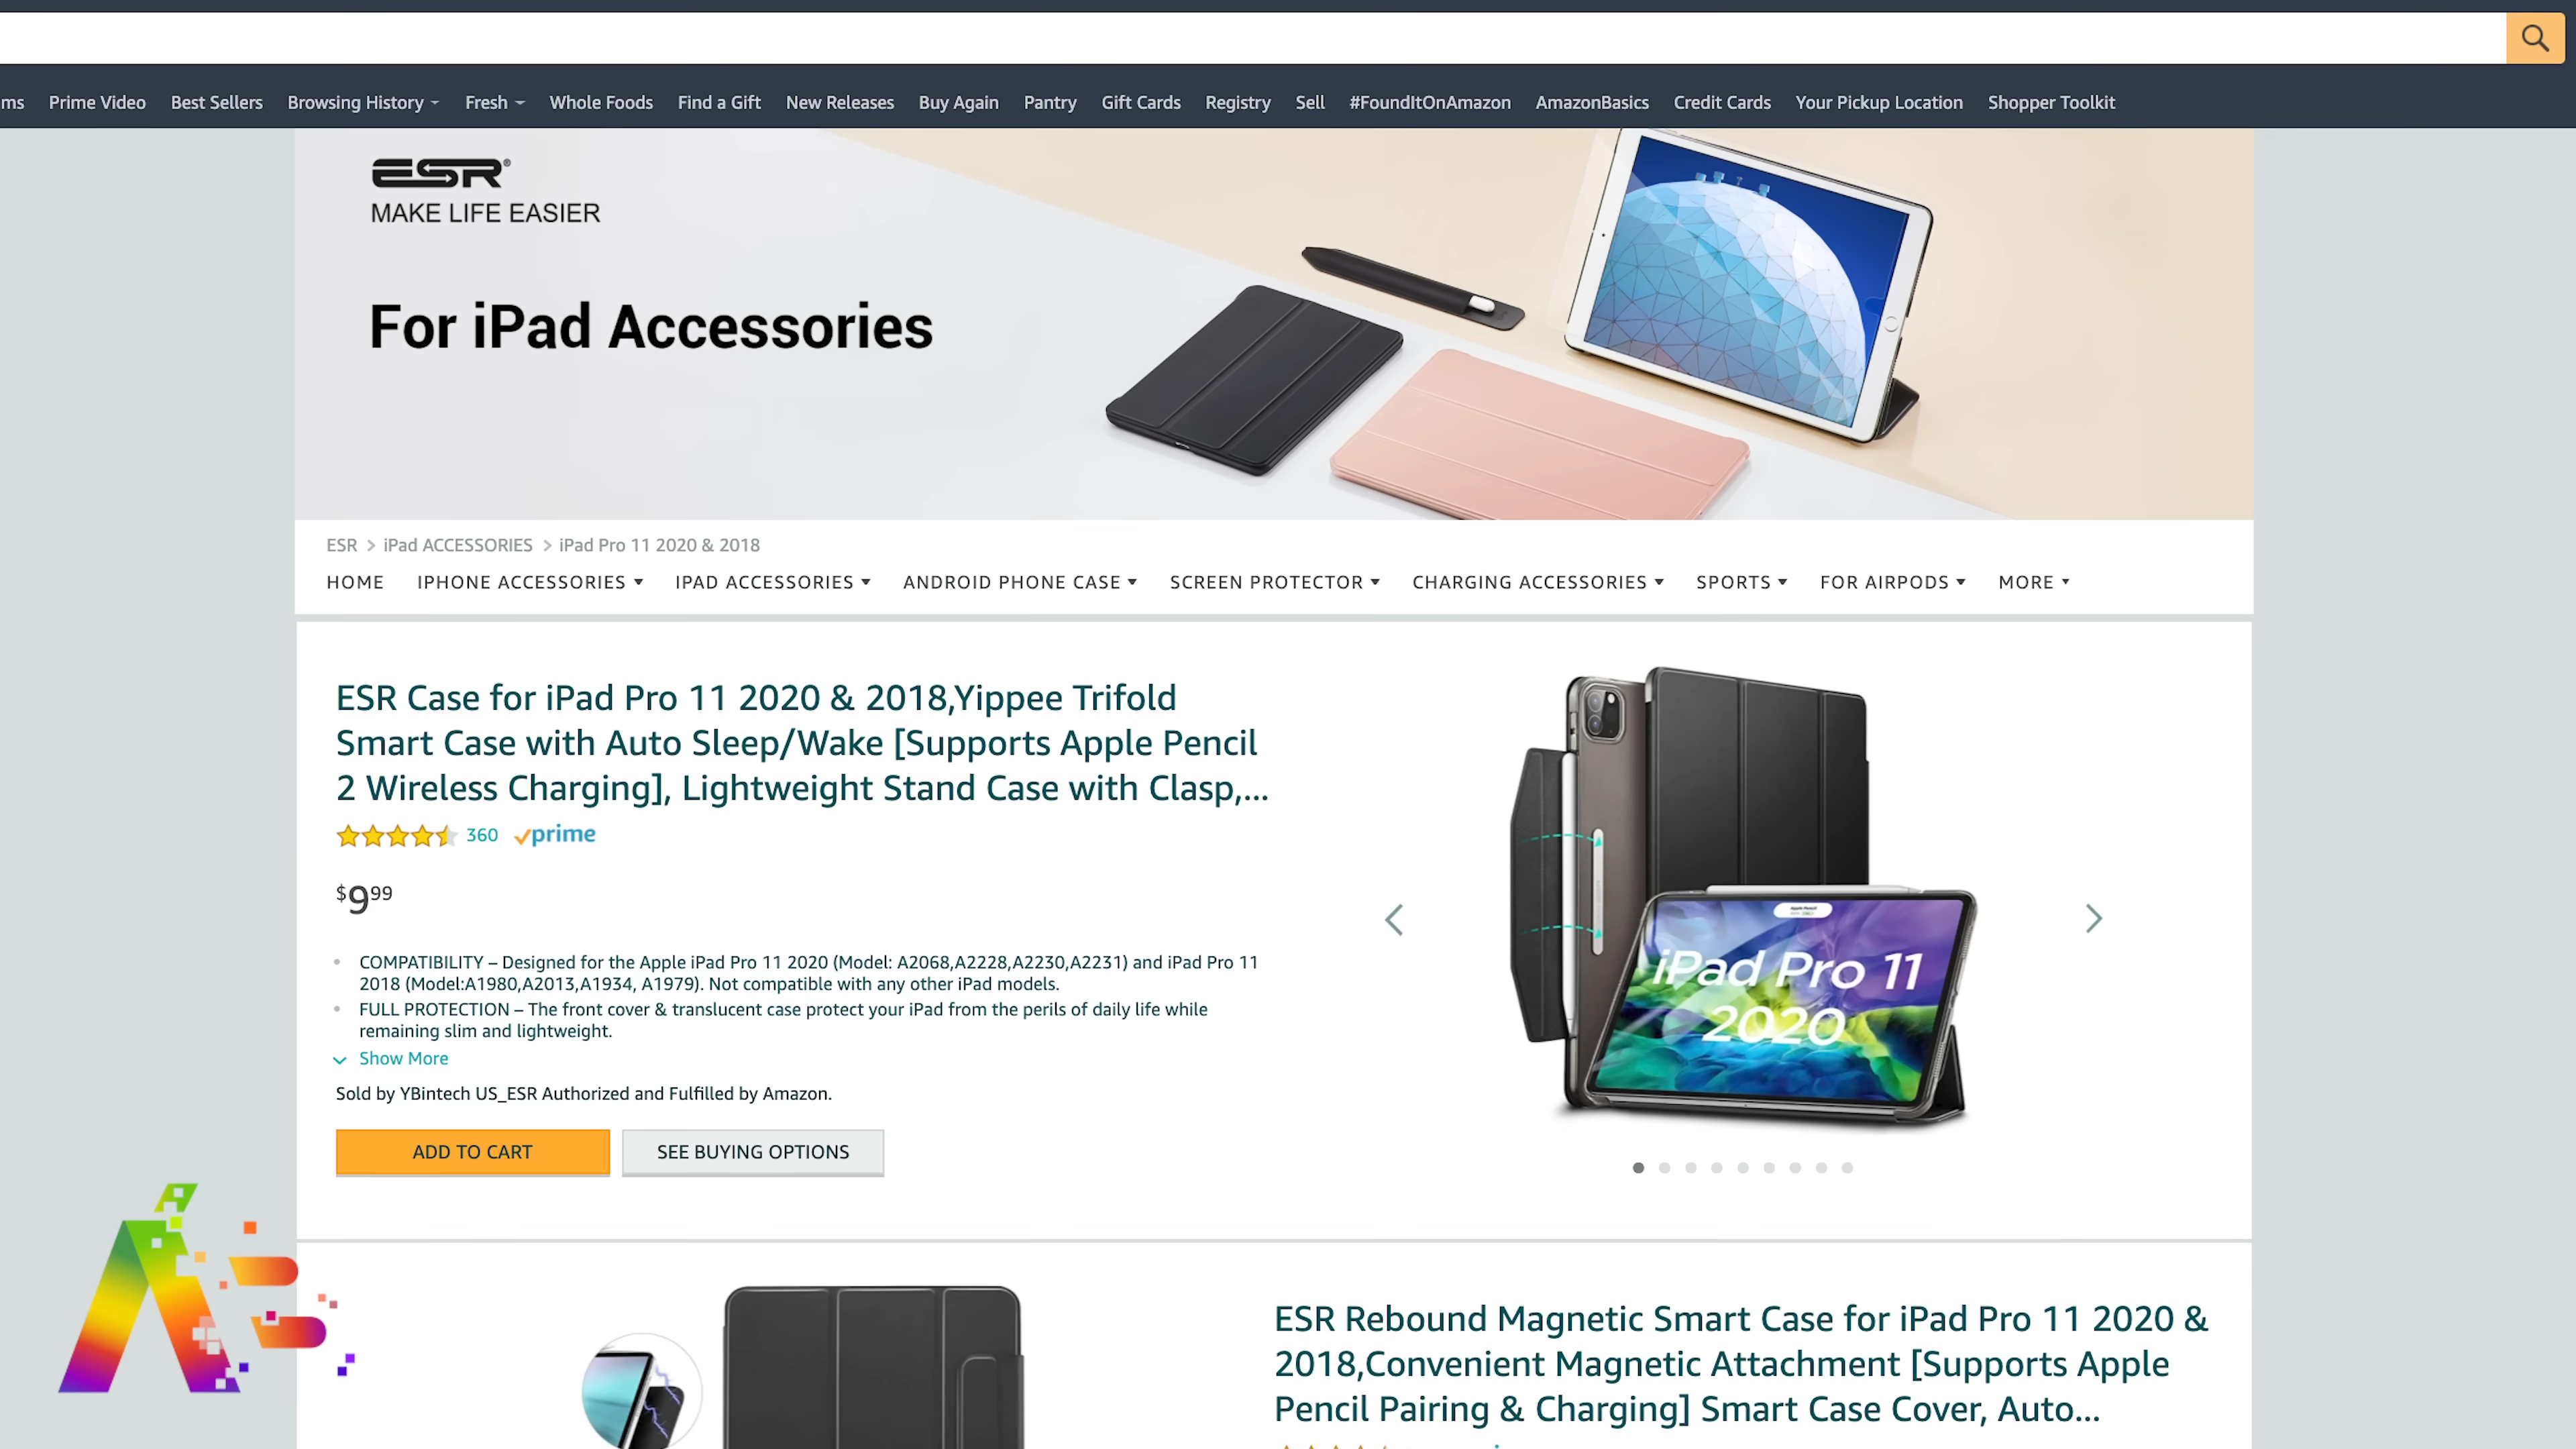 ms Prime Video Best Sellers Browsing History Fresh Whole Foods Find a Gift New Releases Buy Again Pantry Gift Cards Registry Sell #FoundItOnAmazon AmazonBasics Credit Cards Your Pickup Location Shopper Toolkit
ESR®
MAKE LIFE EASIER
For iPad Accessories
ESR > iPad ACCESSORIES > iPad Pro 11 2020 & 2018
HOME IPHONE ACCESSORIES IPAD ACCESSORIES ANDROID PHONE CASE SCREEN PROTECTOR CHARGING ACCESSORIES SPORTS FOR AIRPODS MORE
ESR Case for iPad Pro 11 2020 & 2018,Yippee Trifold
Smart Case with Auto Sleep/Wake [Supports Apple Pencil
2 Wireless Charging], Lightweight Stand Case with Clasp,...
360 prime
$999
COMPATIBILITY – Designed for the Apple iPad Pro 11 2020 (Model: A2068,A2228,A2230,A2231) and iPad Pro 11
2018 (Model:A1980,A2013,A1934, A1979). Not compatible with any other iPad models.
FULL PROTECTION – The front cover & translucent case protect your iPad from the perils of daily life while
remaining slim and lightweight.
Show More
Sold by YBintech US_ESR Authorized and Fulfilled by Amazon.
ADD TO CART SEE BUYING OPTIONS
iPad Pro 11
2020
ESR Rebound Magnetic Smart Case for iPad Pro 11 2020 &
2018,Convenient Magnetic Attachment [Supports Apple
Pencil Pairing & Charging] Smart Case Cover, Auto...